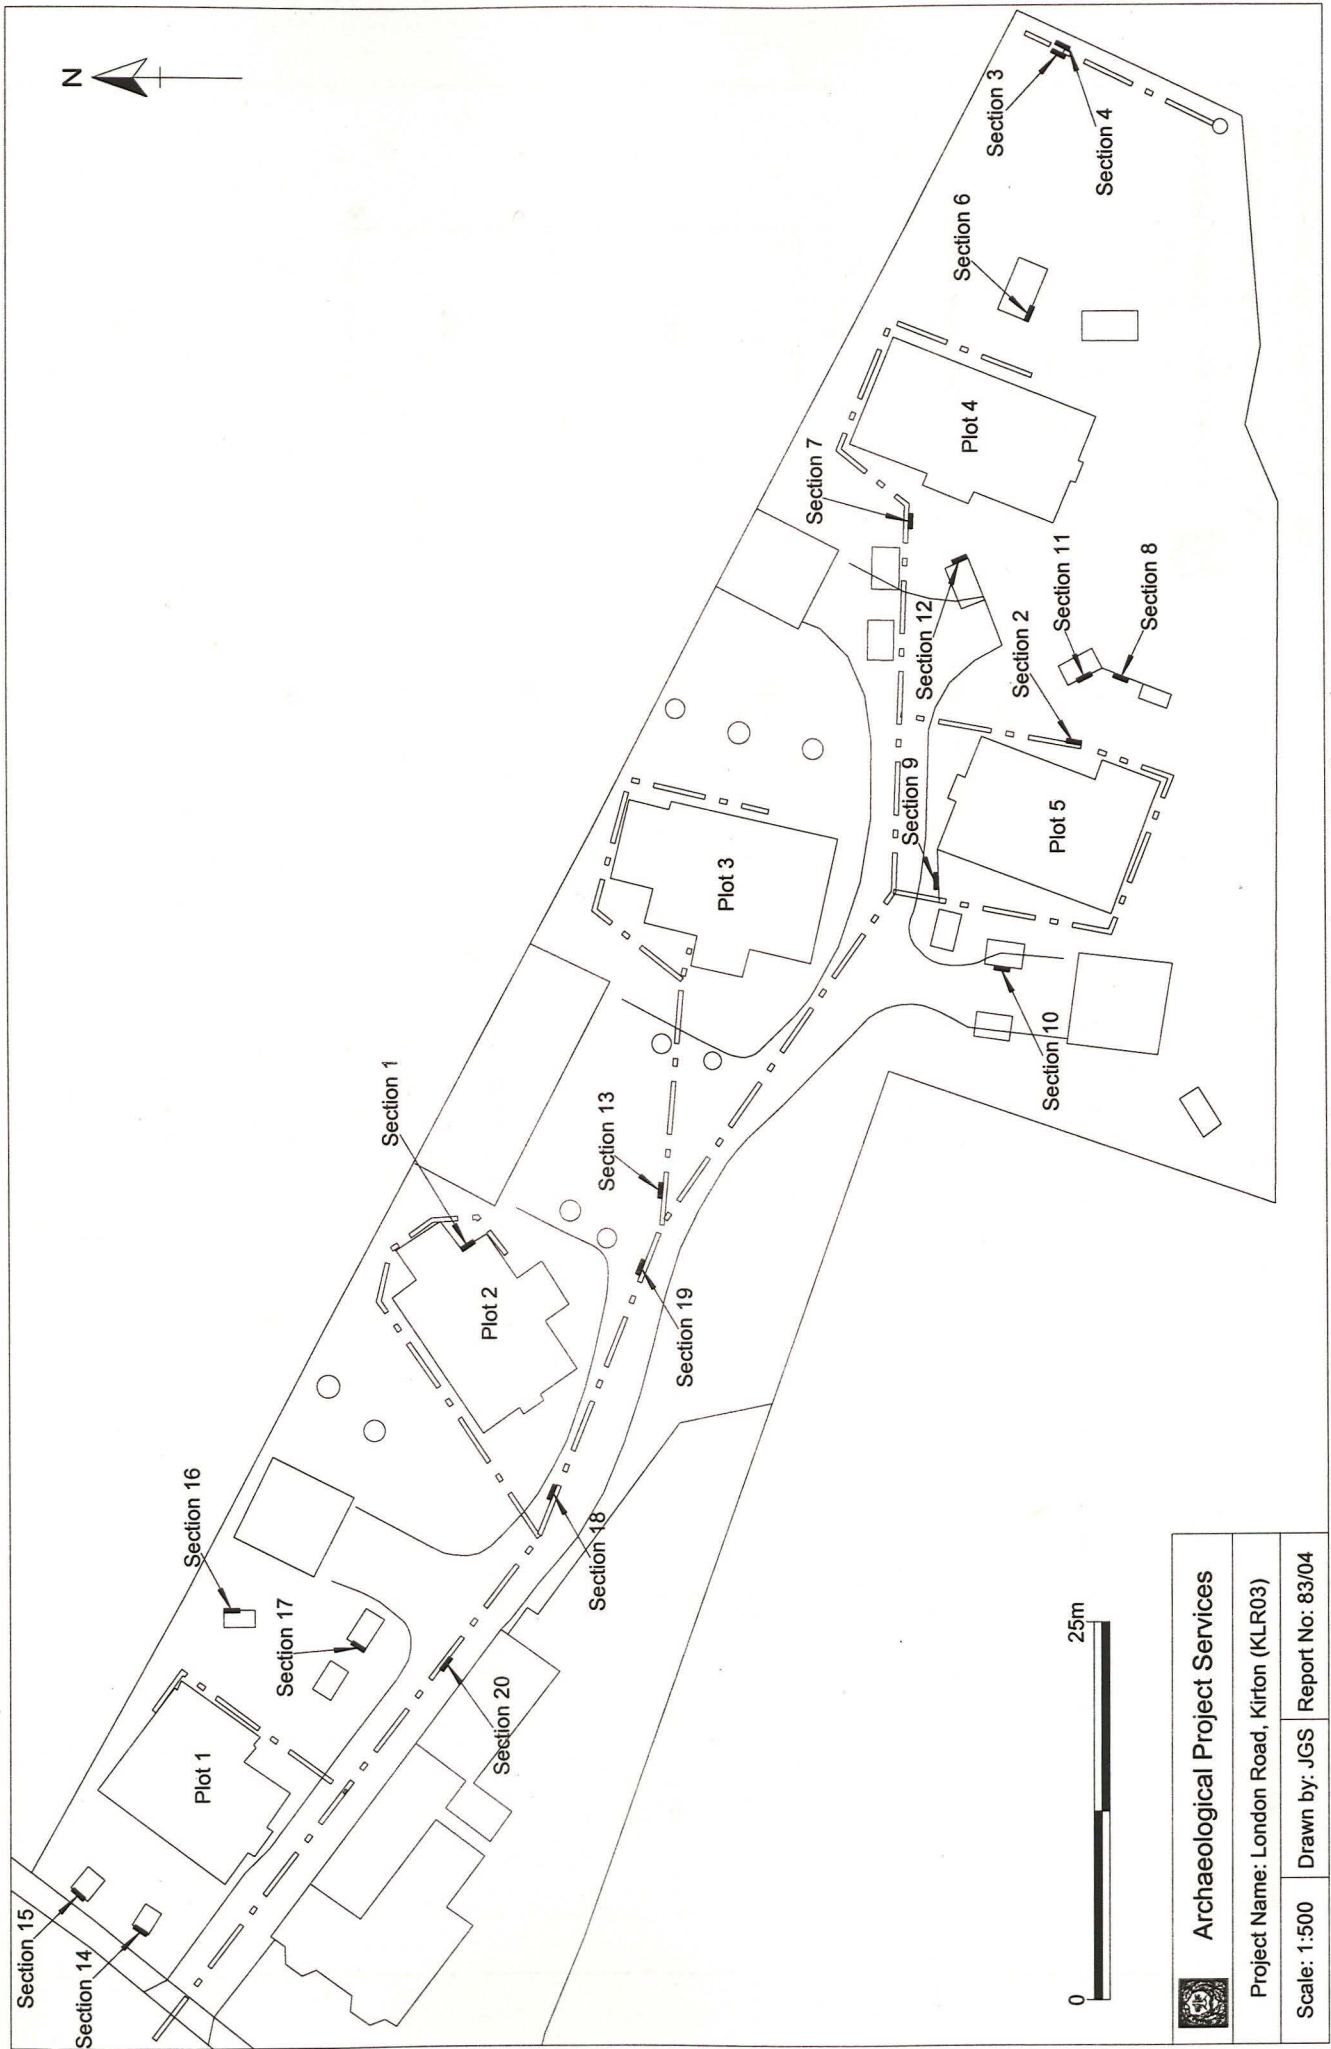 N
Section 15
Section 14
Plot 1
Section 16
Section 17
Section 20
Section 18
Plot 2
Section 1
Section 19
Section 13
Plot 3
Section 10
Section 9
Plot 5
Section 2
Section 12
Section 11
Section 8
Section 7
Plot 4
Section 6
Section 3
Section 4
0
25m
Archaeological Project Services
Project Name: London Road, Kirton (KLR03)
Scale: 1:500
Drawn by: JGS
Report No: 83/04